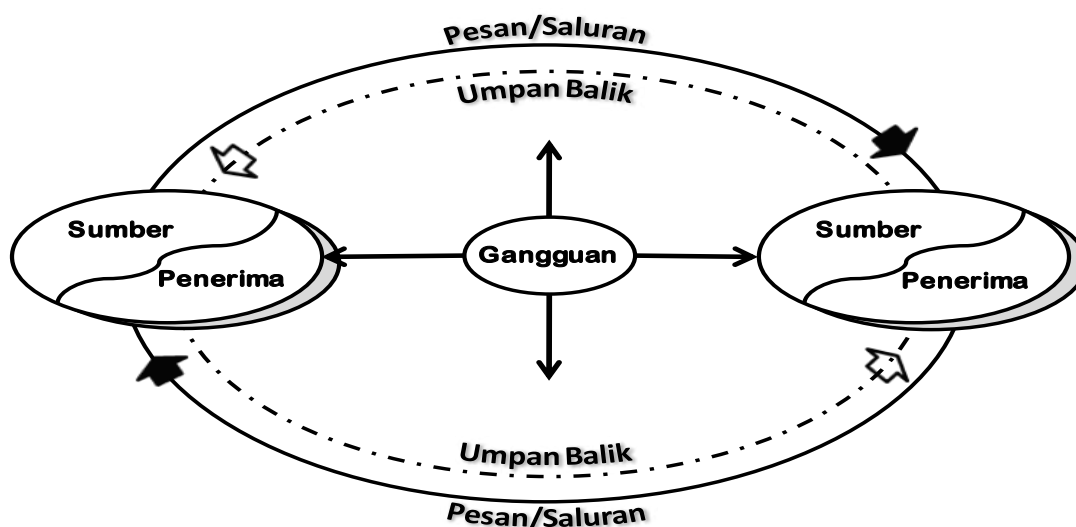 Pesan/Saluran
Umpan Balik
Sumber
Penerima
Gangguan
Sumber
Penerima
Umpan Balik
Pesan/Saluran